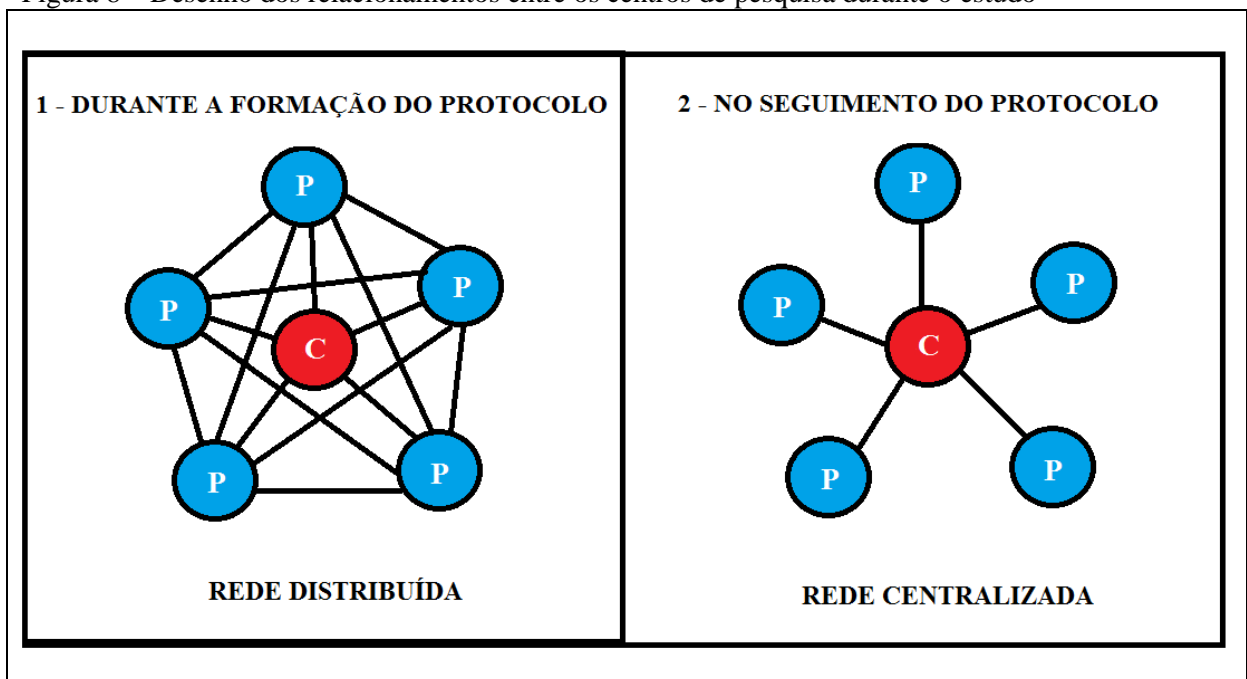 Figura 8 – Desenho dos relacionamentos entre os centros de pesquisa durante o estudo
1 - DURANTE A FORMAÇÃO DO PROTOCOLO
P
P
P
C
P
P
REDE DISTRIBUÍDA
2 - NO SEGUIMENTO DO PROTOCOLO
P
P
P
C
P
P
REDE CENTRALIZADA